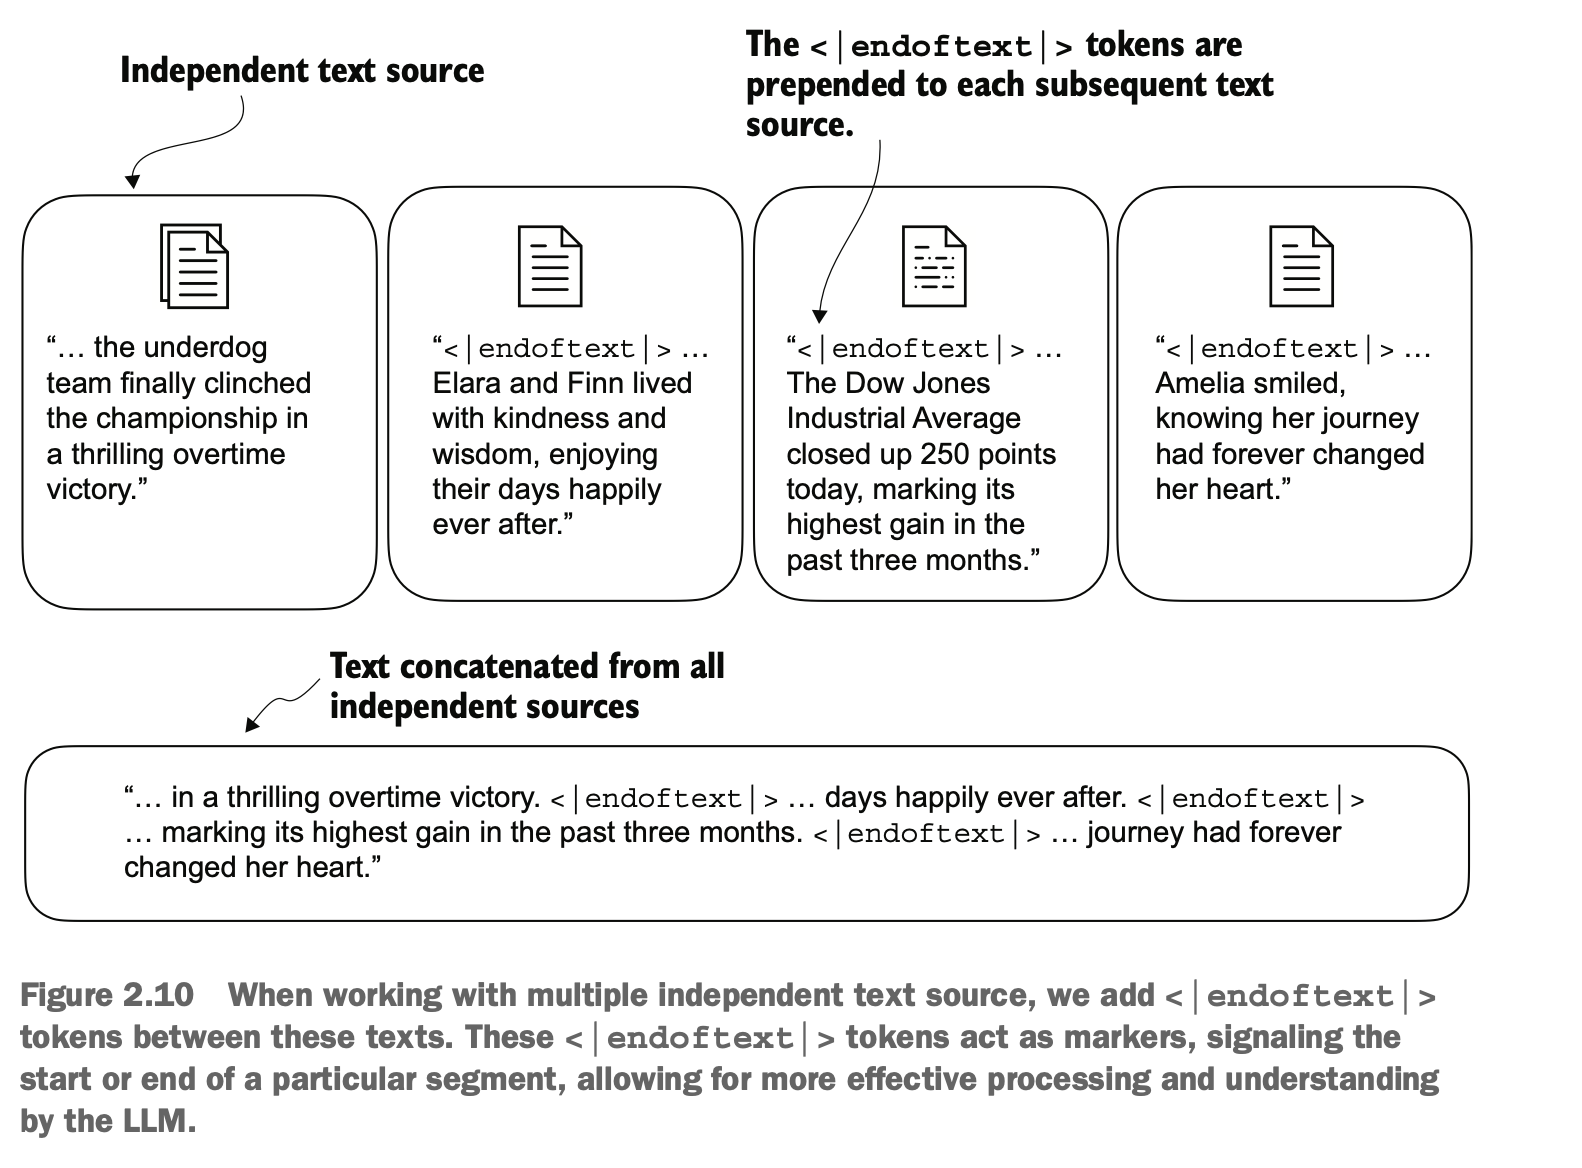 Independent text source
The <|endoftext|> tokens are
prepended to each subsequent text
source.
“… the underdog
team finally clinched
the championship in
a thrilling overtime
victory.”
“<|endoftext|> …
Elara and Finn lived
with kindness and
wisdom, enjoying
their days happily
ever after.”
“<|endoftext|> …
The Dow Jones
Industrial Average
closed up 250 points
today, marking its
highest gain in the
past three months.”
“<|endoftext|> …
Amelia smiled,
knowing her journey
had forever changed
her heart.”
Text concatenated from all
independent sources
“… in a thrilling overtime victory. <|endoftext|> … days happily ever after. <|endoftext|>
… marking its highest gain in the past three months. <|endoftext|> … journey had forever
changed her heart.”
Figure 2.10 When working with multiple independent text source, we add <|endoftext|>
tokens between these texts. These <|endoftext|> tokens act as markers, signaling the
start or end of a particular segment, allowing for more effective processing and understanding
by the LLM.